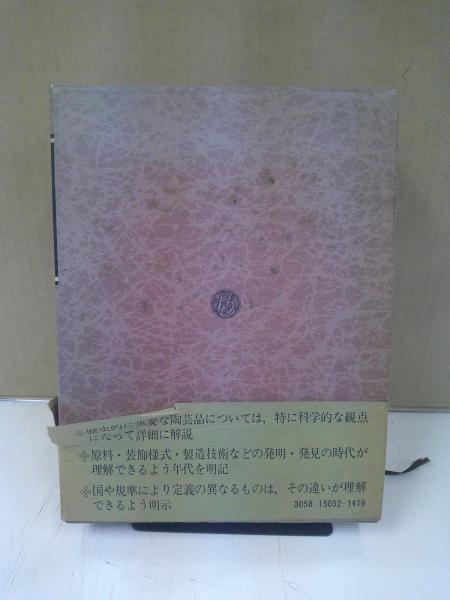 ※歴史的に重要な陶芸品については，特に科学的な観点
にたって詳細に解説
※原料・装飾様式・製造技術などの発明・発見の時代が
理解できるよう年代を明記
※国や規準により定義の異なるものは，その違いが理解
できるよう明示
3058-15052-1419